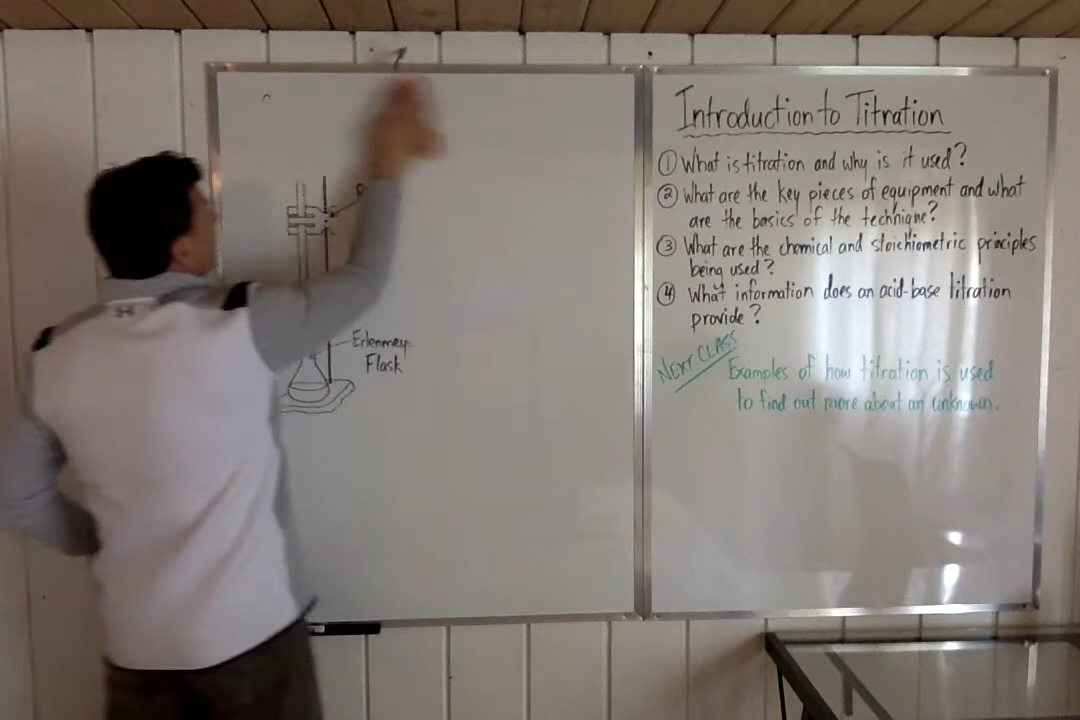 Erlenmey
Flask
Introduction to Titration
① What is titration and why is it used?
② What are the key pieces of equipment and what
are the basics of the technique?
③ What are the chemical and stoichiometric principles
being used?
④ What information does an acid-base titration
provide?
NEXT CLASS
Examples of how titration is used
to find out more about an unknown.